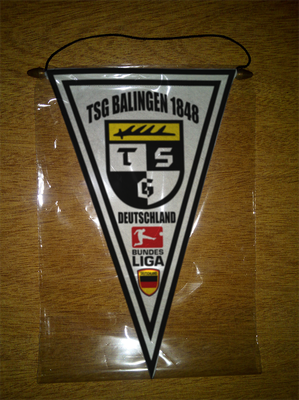 TSG BALINGEN 1848
T S
G
DEUTSCHLAND
BUNDES
LIGA